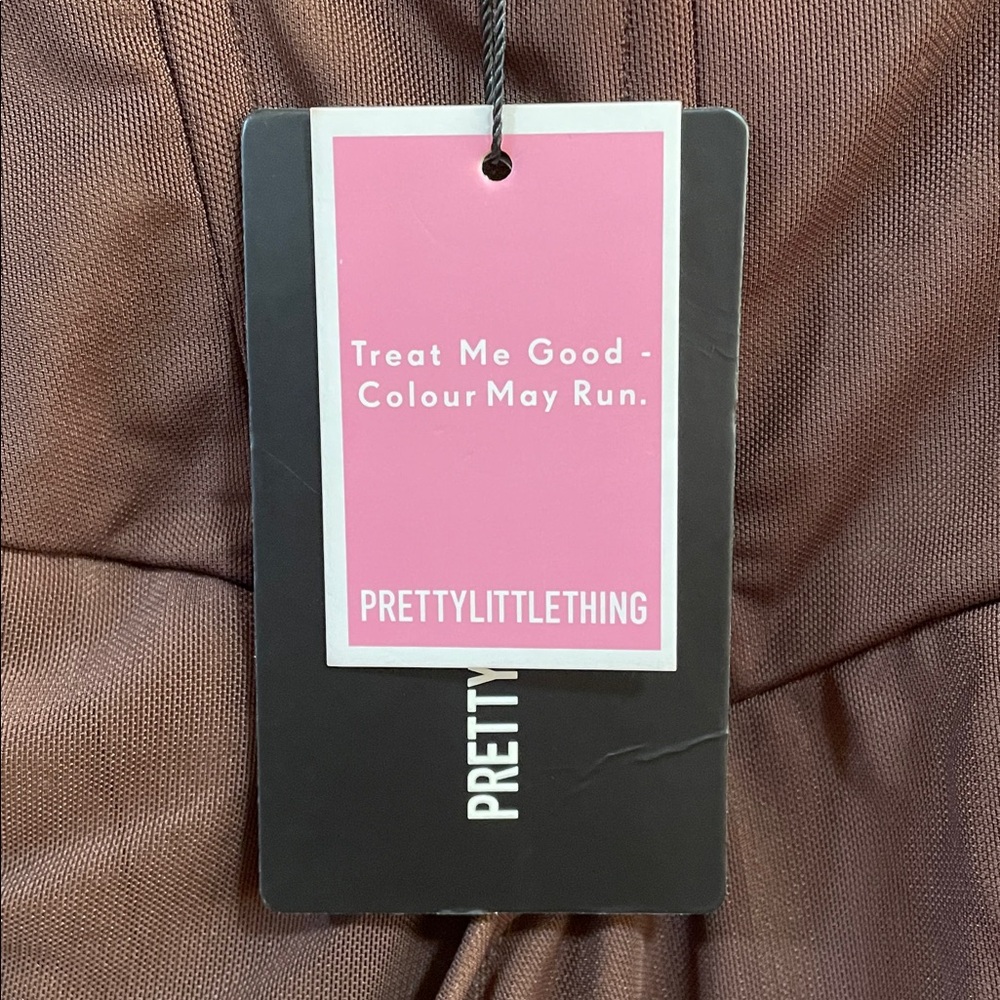 Treat Me Good -
Colour May Run.
PRETTYLITTLETHING
PRETTY